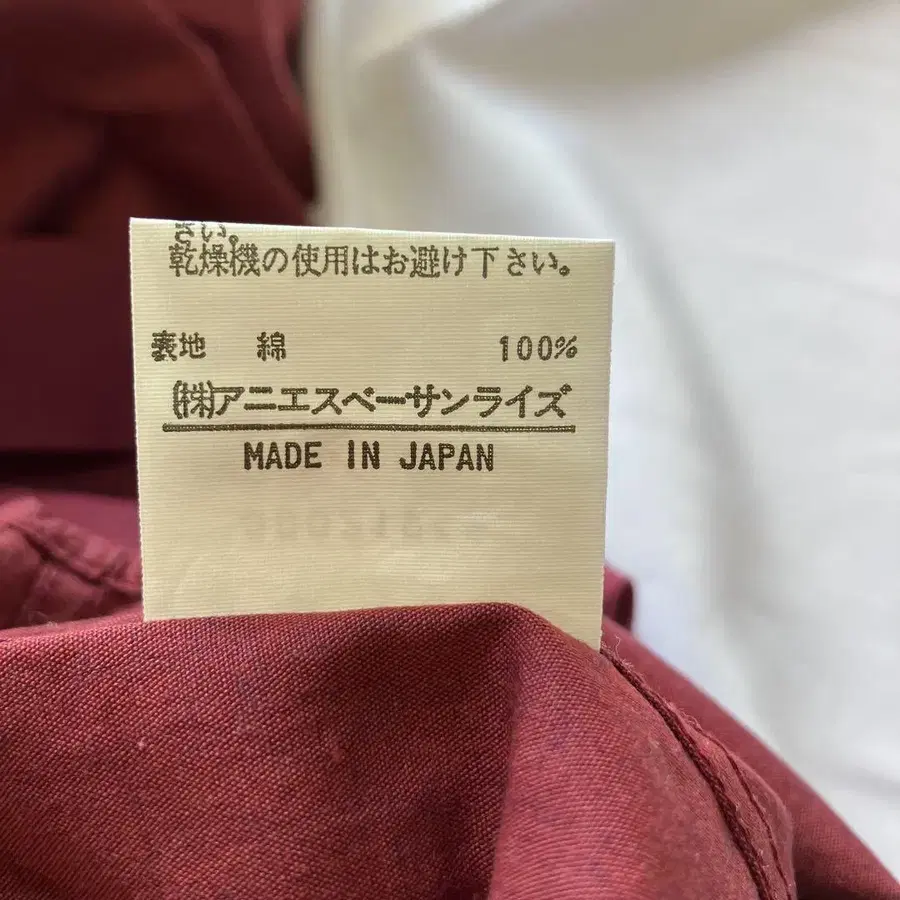 さい。
乾燥機の使用はお避け下さい。
表地 綿 100%
(株)アニエスベーサンライズ
MADE IN JAPAN